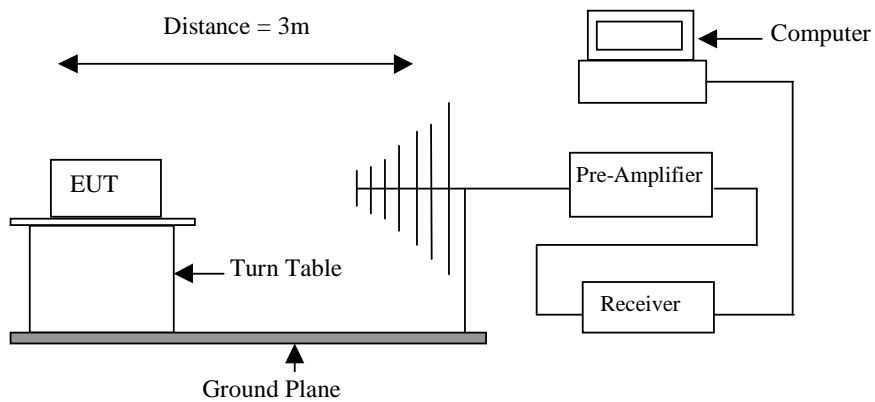 Distance = 3m
Computer
EUT
Pre-Amplifier
Turn Table
Receiver
Ground Plane